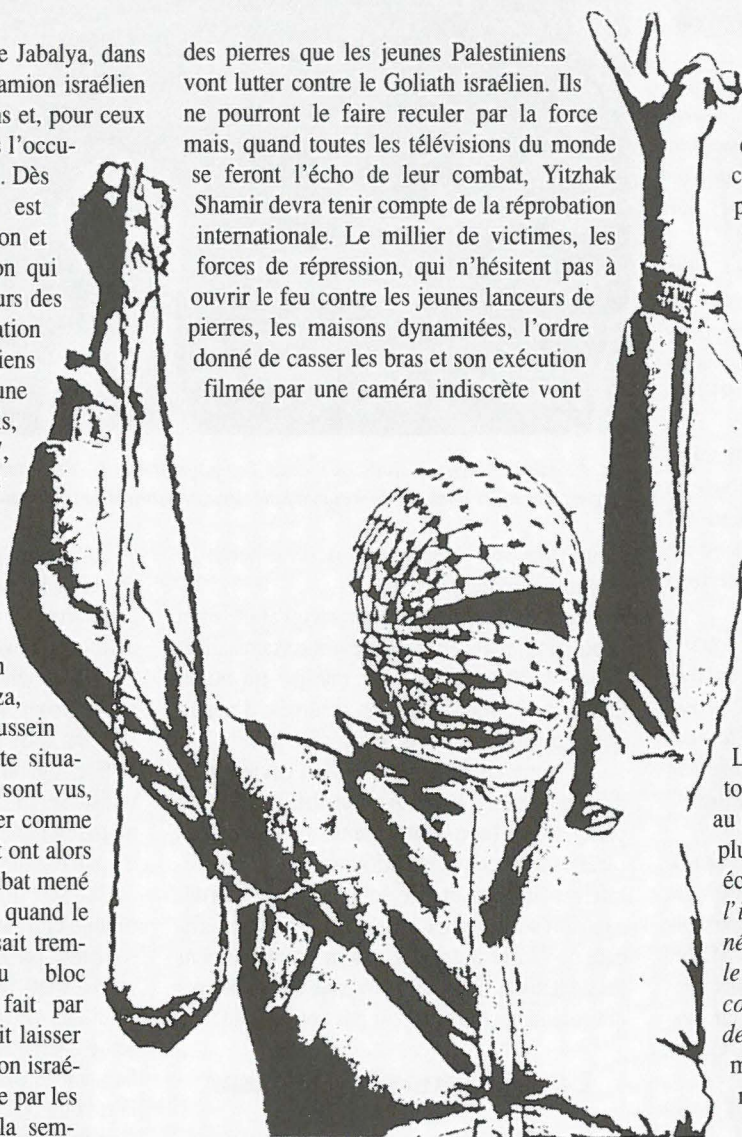 e Jabalya, dans
amion israélien
ns et, pour ceux
s l'occu-
. Dès
est
on et
on qui
urs des
ation
iens
une
s,
n
za,
ussein
te situa-
sont vus,
er comme
t ont alors
bat mené
quand le
sait trem-
u bloc
fait par
it laisser
on israé-
e par les
la sem-
des pierres que les jeunes Palestiniens
vont lutter contre le Goliath israélien. Ils
ne pourront le faire reculer par la force
mais, quand toutes les télévisions du monde
se feront l'écho de leur combat, Yitzhak
Shamir devra tenir compte de la réprobation
internationale. Le millier de victimes, les
forces de répression, qui n'hésitent pas à
ouvrir le feu contre les jeunes lanceurs de
pierres, les maisons dynamitées, l'ordre
donné de casser les bras et son exécution
filmée par une caméra indiscrète vont
c
p
L
to
au
plu
éc
l'i
né
le
co
de
m